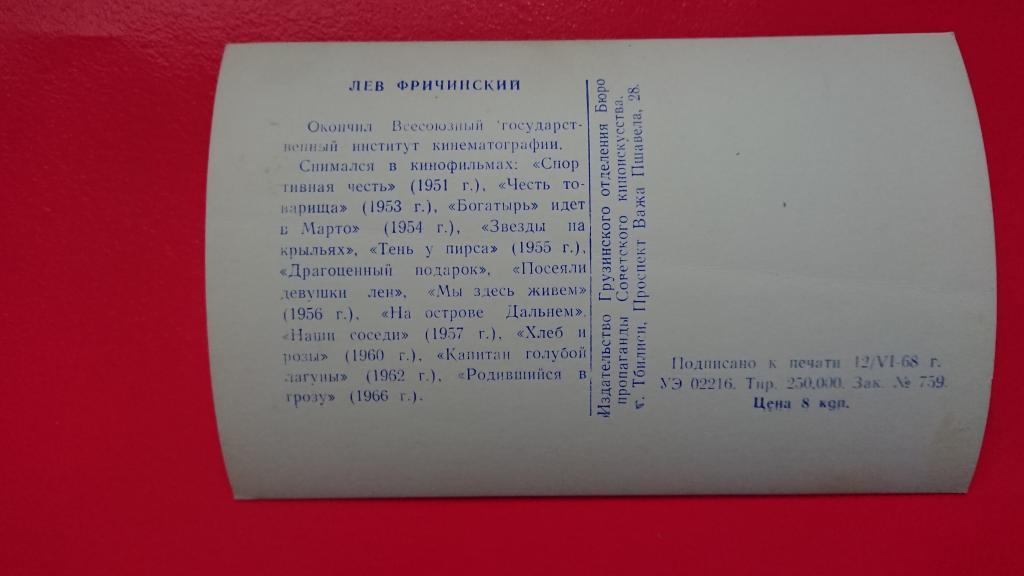 ЛЕВ ФРИЧИНСКИЙ
Окончил Всесоюзный государст-
венный институт кинематографии.
Снимался в кинофильмах: «Спор
тивная честь» (1951 г.), «Честь то-
варища» (1953 г.), «Богатырь» идет
в Марто» (1954 г.), «Звезды на
крыльях», «Тень у пирса» (1955 г.),
«Драгоценный подарок», «Посеяли
девушки лен», «Мы здесь живем»
(1956 г.), «На острове Дальнем».
«Наши соседи» (1957 г.), «Хлеб и
розы» (1960 г.), «Капитан голубой
лагуны» (1962 г.), «Родившийся в
грозу» (1966 г.).
Издательство Грузинского отделения Бюро
пропаганды Советского киноискусства.
г. Тбилиси, Проспект Важа Пшавела, 28.
Подписано к печати 12/VI-68 г.
УЭ 02216. Тир. 250.000. Зак. № 759.
Цена 8 коп.